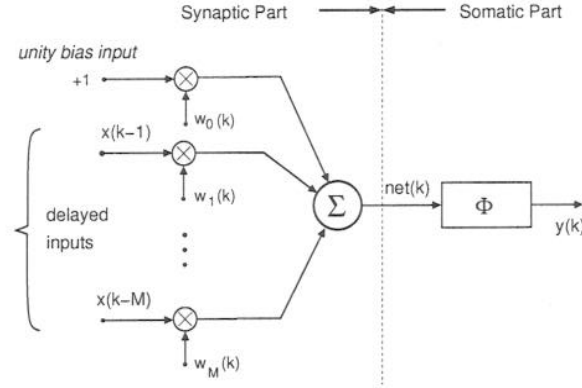 Synaptic Part
Somatic Part
unity bias input
+1
w₀(k)
x(k−1)
w₁(k)
delayed
inputs
x(k−M)
w_M(k)
Σ
net(k)
Φ
y(k)